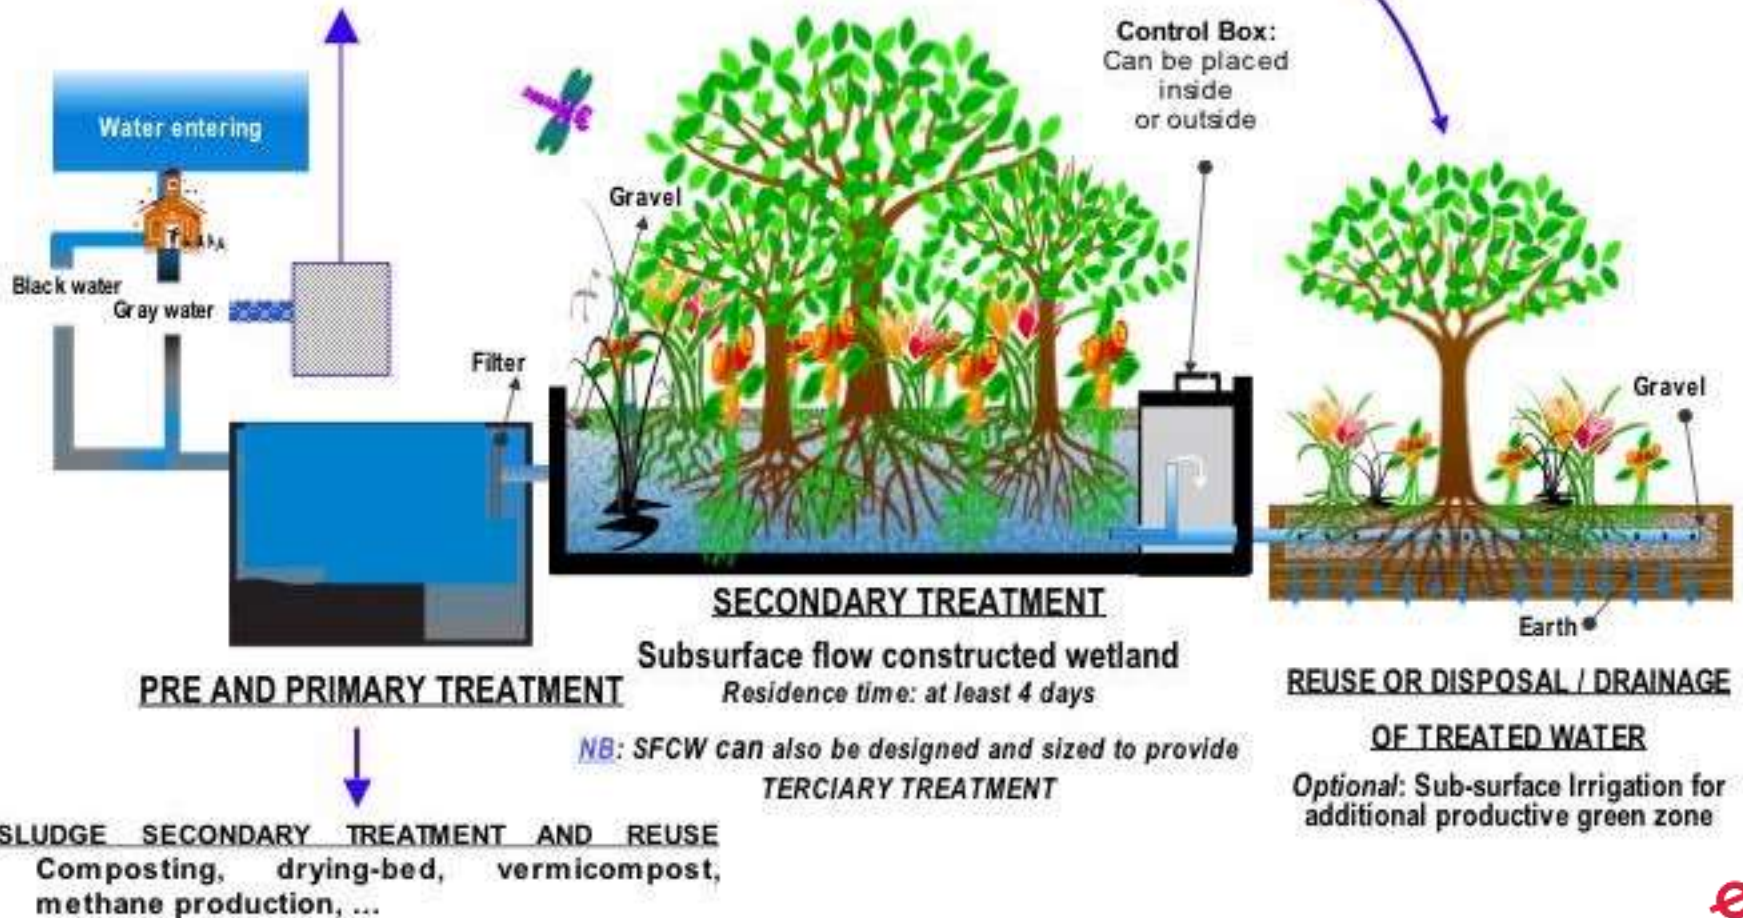 Control Box:
Can be placed
inside
or outside
Water entering
Gravel
Black water
Gray water
Filter
Gravel
Earth
SECONDARY TREATMENT
Subsurface flow constructed wetland
Residence time: at least 4 days
NB: SFCW can also be designed and sized to provide
TERCIARY TREATMENT
PRE AND PRIMARY TREATMENT
REUSE OR DISPOSAL / DRAINAGE
OF TREATED WATER
Optional: Sub-surface Irrigation for
additional productive green zone
SLUDGE SECONDARY TREATMENT AND REUSE
Composting, drying-bed, vermicompost,
methane production, ...